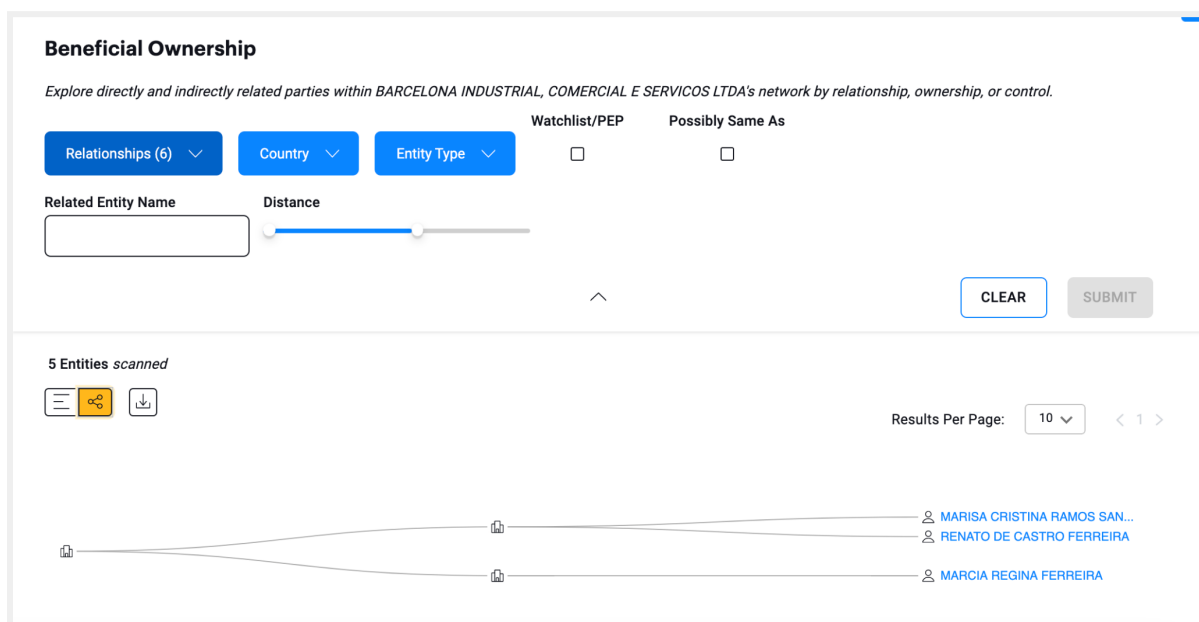 Beneficial Ownership
Explore directly and indirectly related parties within BARCELONA INDUSTRIAL, COMERCIAL E SERVICOS LTDA's network by relationship, ownership, or control.
Watchlist/PEP Possibly Same As
Relationships (6) Country Entity Type
Related Entity Name Distance
CLEAR SUBMIT
5 Entities scanned
Results Per Page: 10 < 1 >
MARISA CRISTINA RAMOS SAN...
RENATO DE CASTRO FERREIRA
MARCIA REGINA FERREIRA